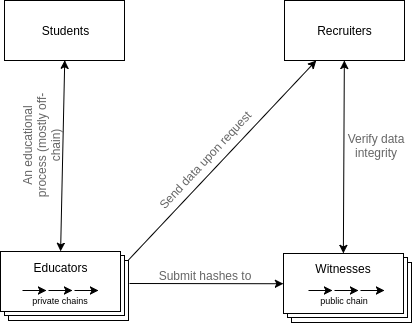 Students
Recruiters
An educational
process (mostly off-
chain)
Send data upon request
Verify data
integrity
Educators
private chains
Submit hashes to
Witnesses
public chain